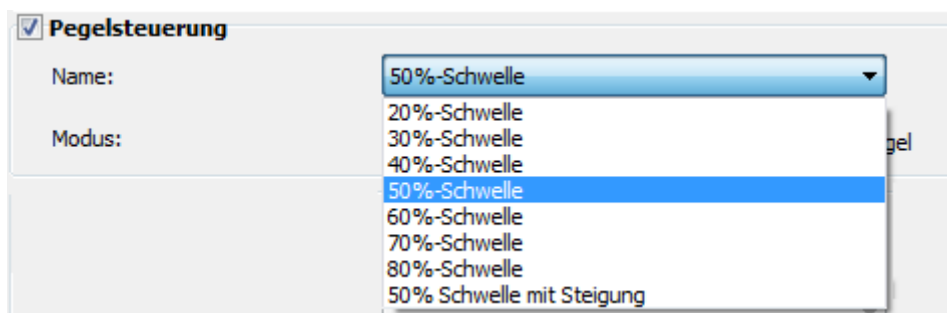 Pegelsteuerung
Name: 50%-Schwelle
20%-Schwelle
30%-Schwelle
Modus: gel
40%-Schwelle
50%-Schwelle
60%-Schwelle
70%-Schwelle
80%-Schwelle
50% Schwelle mit Steigung